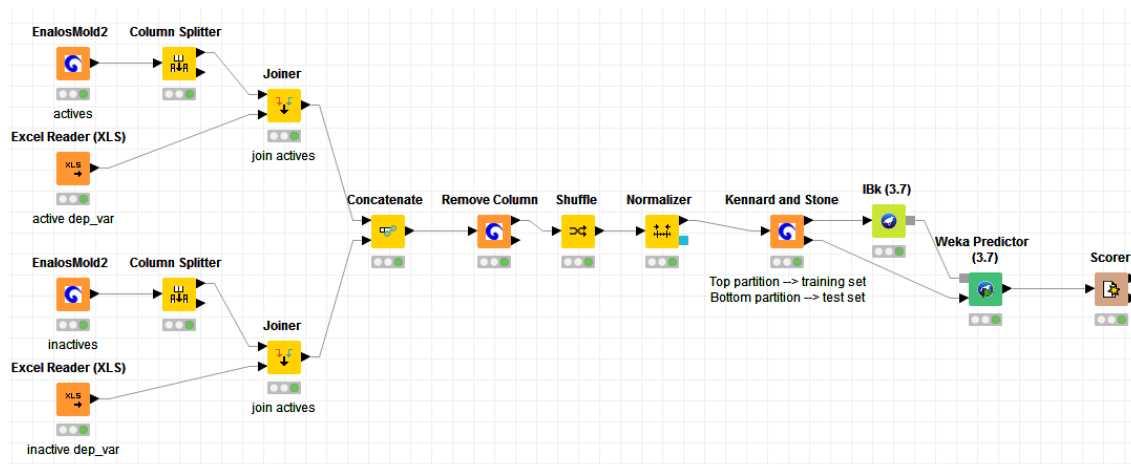 EnalosMold2
Column Splitter
actives
Joiner
join actives
Excel Reader (XLS)
XLS
active dep_var
EnalosMold2
Column Splitter
inactives
Joiner
join actives
Excel Reader (XLS)
XLS
inactive dep_var
Concatenate
Remove Column
Shuffle
Normalizer
Kennard and Stone
Top partition --> training set
Bottom partition --> test set
IBk (3.7)
Weka Predictor
(3.7)
Scorer